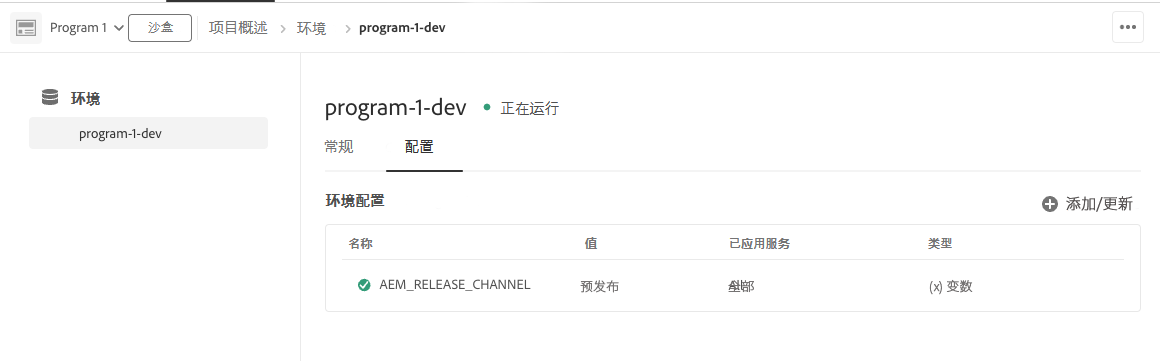 Program 1 沙盒 项目概述 环境 program-1-dev
环境
program-1-dev
program-1-dev 正在运行
常规 配置
环境配置
添加/更新
名称 值 已应用服务 类型
AEM_RELEASE_CHANNEL 预发布 全部 (x) 变数